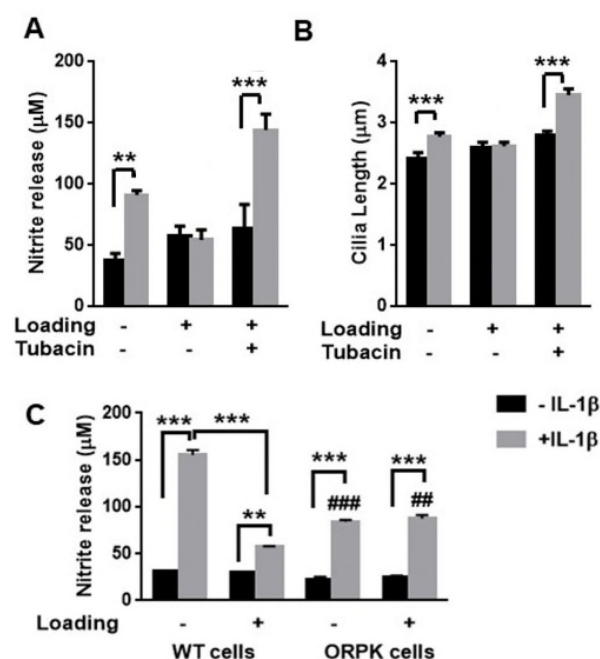 A
Nitrite release (µM)
200
150
100
50
0
**
***
Loading - + +
Tubacin - - +
B
Cilia Length (µm)
4
3
2
1
0
***
***
Loading - + +
Tubacin - - +
- IL-1β
+IL-1β
C
Nitrite release (µM)
200
150
100
50
0
*** *** *** ***
** ### ##
Loading - + - +
WT cells ORPK cells